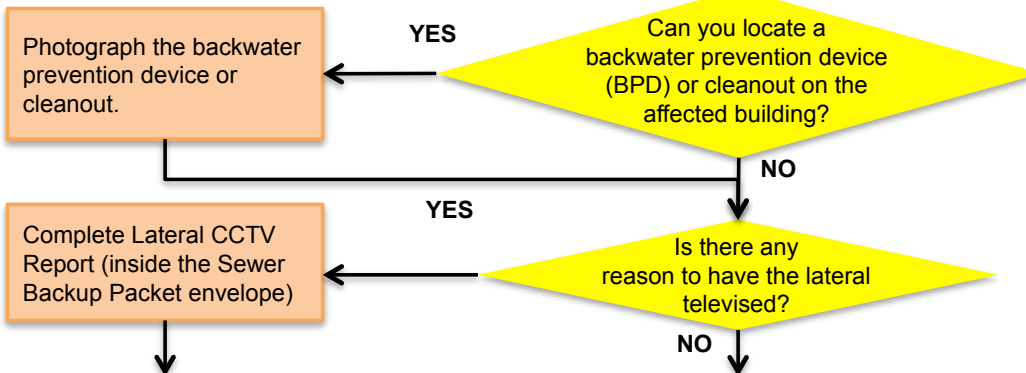 Can you locate a
backwater prevention device
(BPD) or cleanout on the
affected building?
YES
Photograph the backwater
prevention device or
cleanout.
NO
Is there any
reason to have the lateral
televised?
YES
Complete Lateral CCTV
Report (inside the Sewer
Backup Packet envelope)
NO